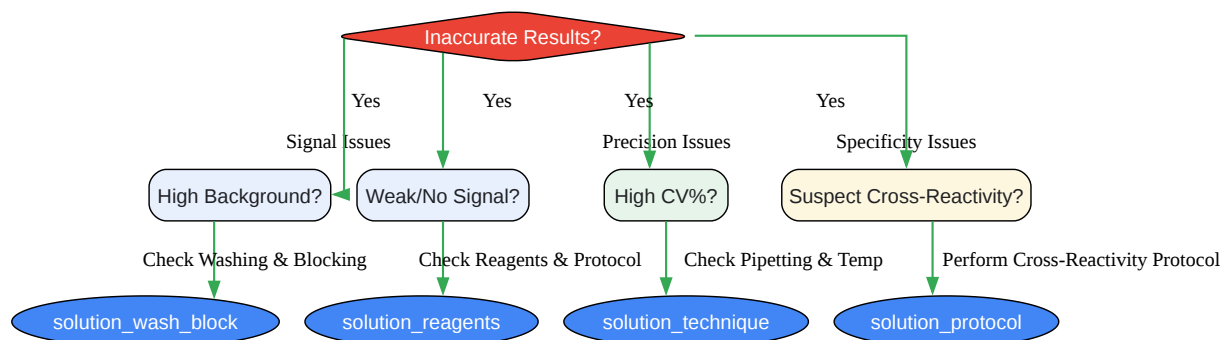 Inaccurate Results?
Yes
Yes
Yes
Yes
Signal Issues
Precision Issues
Specificity Issues
High Background?
Weak/No Signal?
High CV%?
Suspect Cross-Reactivity?
Check Washing & Blocking
Check Reagents & Protocol
Check Pipetting & Temp
Perform Cross-Reactivity Protocol
solution_wash_block
solution_reagents
solution_technique
solution_protocol